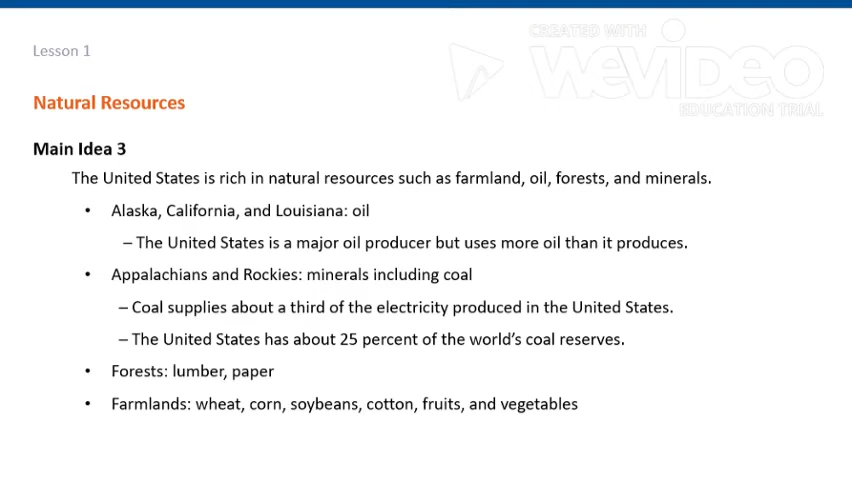 CREATED WITH
WEVIDEO
EDUCATION TRIAL
Lesson 1
Natural Resources
Main Idea 3
The United States is rich in natural resources such as farmland, oil, forests, and minerals.
• Alaska, California, and Louisiana: oil
– The United States is a major oil producer but uses more oil than it produces.
• Appalachians and Rockies: minerals including coal
– Coal supplies about a third of the electricity produced in the United States.
– The United States has about 25 percent of the world's coal reserves.
• Forests: lumber, paper
• Farmlands: wheat, corn, soybeans, cotton, fruits, and vegetables